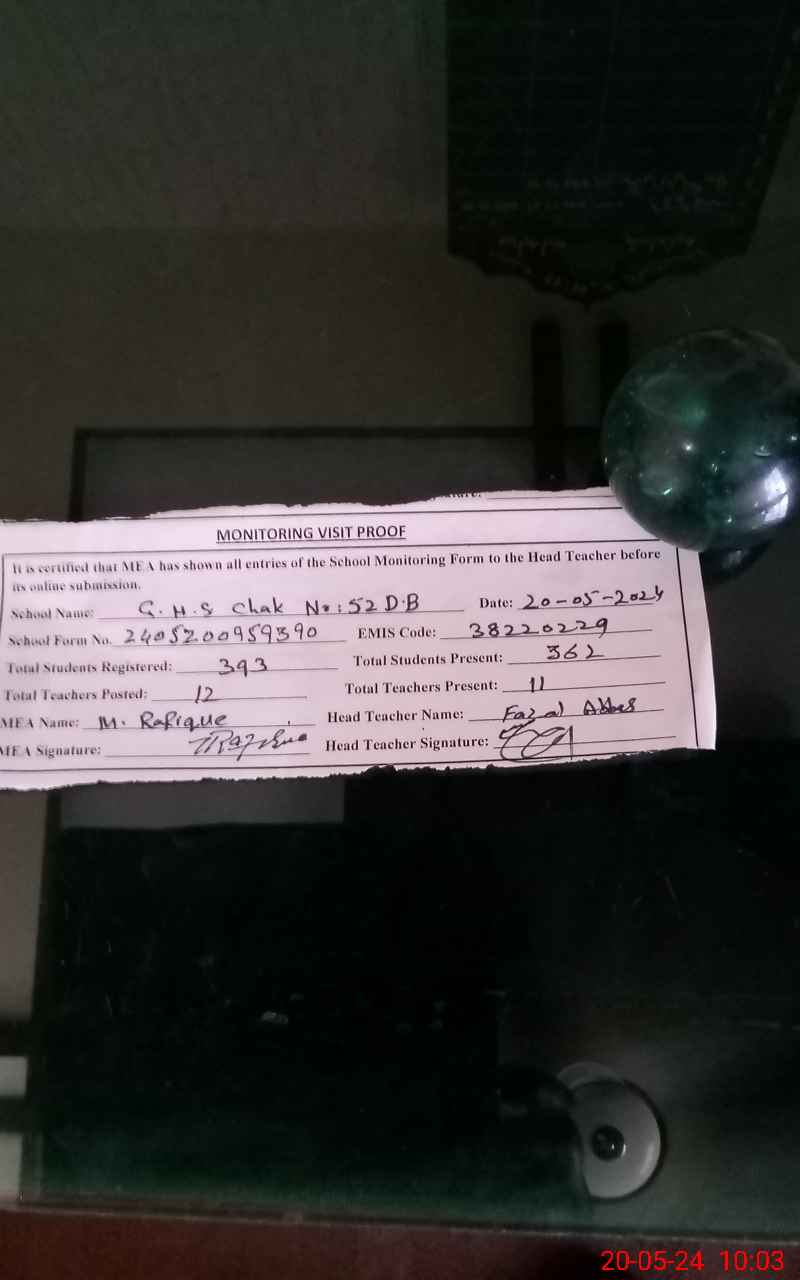 MONITORING VISIT PROOF
It is certified that MEA has shown all entries of the School Monitoring Form to the Head Teacher before
its online submission.
School Name: G.H.S Chak No: 52 D.B Date: 20-05-2024
School Form No. 2405200959390 EMIS Code: 38220229
Total Students Registered: 393 Total Students Present: 362
Total Teachers Posted: 12 Total Teachers Present: 11
MEA Name: M. Rafique Head Teacher Name: Fazal Abbas
MEA Signature: Head Teacher Signature:
20-05-24 10:03